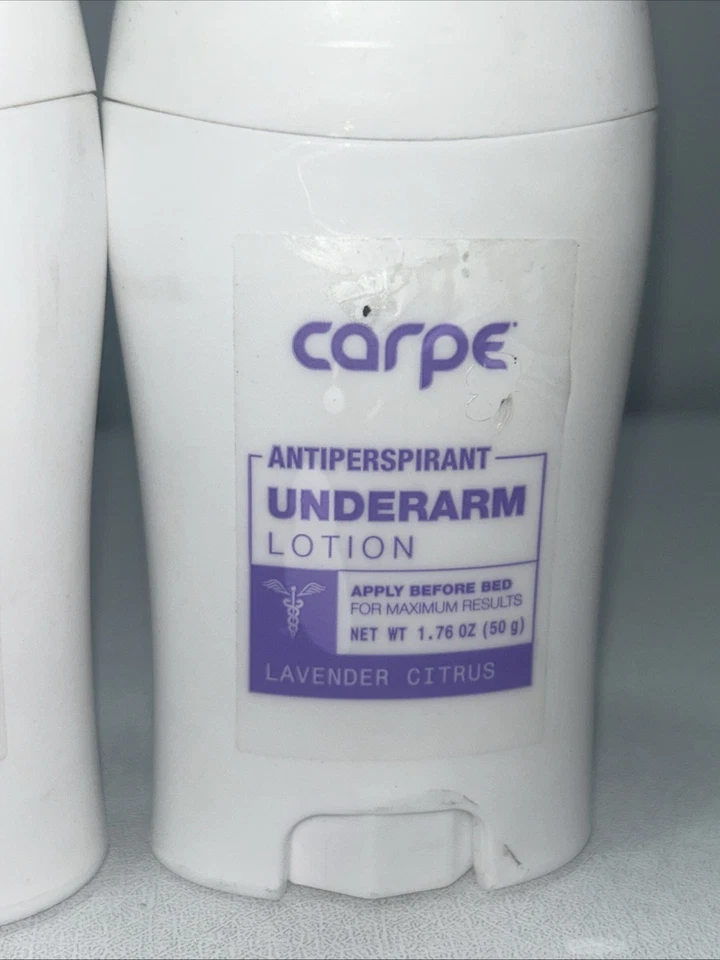 carpe
ANTIPERSPIRANT
UNDERARM
LOTION
APPLY BEFORE BED
FOR MAXIMUM RESULTS
NET WT 1.76 OZ (50 g)
LAVENDER CITRUS